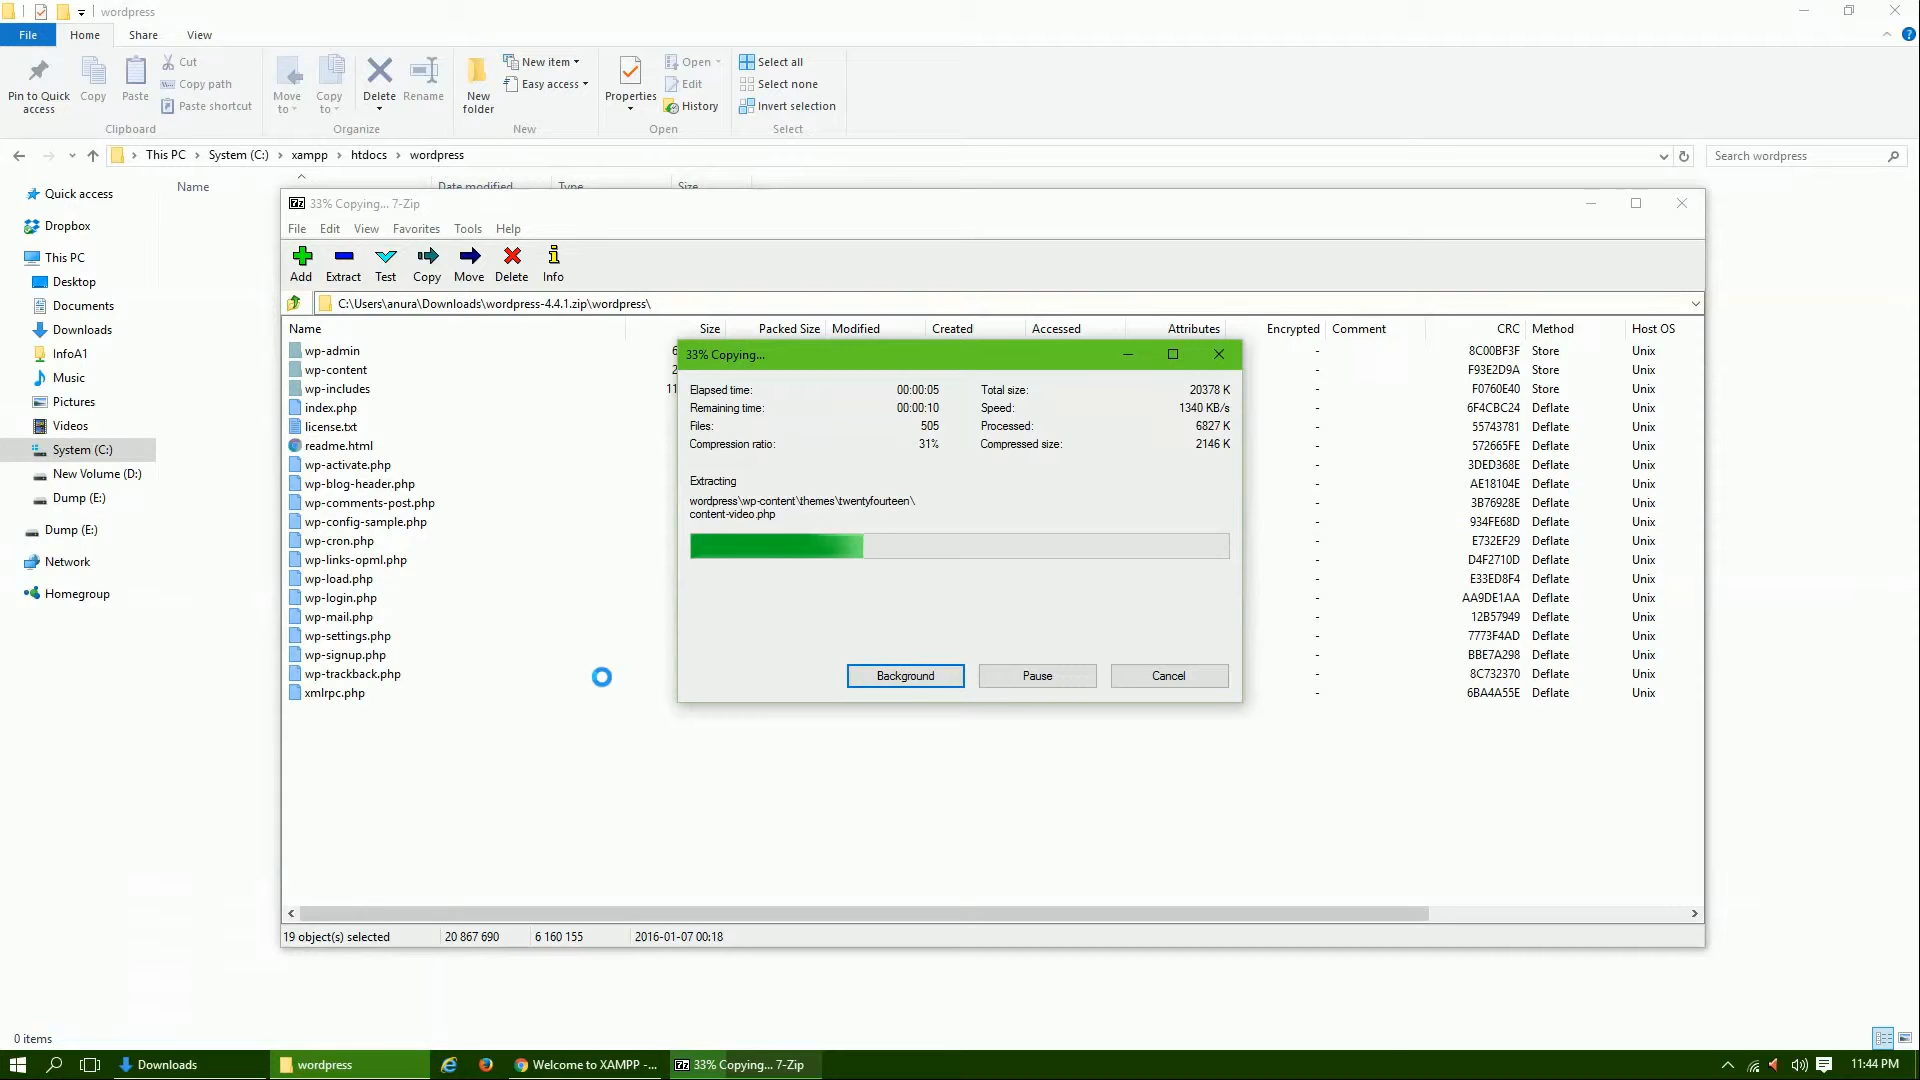 wordpress
File Home Share View
Pin to Quick access
Copy
Paste
Cut
Copy path
Paste shortcut
Clipboard
Move to
Copy to
Delete
Rename
Organize
New folder
New item
Easy access
New
Properties
Open
Edit
History
Open
Select all
Select none
Invert selection
Select
This PC System (C:) xampp htdocs wordpress
Search wordpress
Name Date modified Type Size
Quick access
Dropbox
This PC
Desktop
Documents
Downloads
InfoA1
Music
Pictures
Videos
System (C:)
New Volume (D:)
Dump (E:)
Dump (E:)
Network
Homegroup
33% Copying... 7-Zip
File Edit View Favorites Tools Help
Add Extract Test Copy Move Delete Info
C:\Users\anura\Downloads\wordpress-4.4.1.zip\wordpress\
Name Size Packed Size Modified Created Accessed Attributes Encrypted Comment CRC Method Host OS
wp-admin 6 - 8C00BF3F Store Unix
wp-content 2 - F93E2D9A Store Unix
wp-includes 11 - F0760E40 Store Unix
index.php - 6F4CBC24 Deflate Unix
license.txt - 55743781 Deflate Unix
readme.html - 572665FE Deflate Unix
wp-activate.php - 3DED368E Deflate Unix
wp-blog-header.php - AE18104E Deflate Unix
wp-comments-post.php - 3B76928E Deflate Unix
wp-config-sample.php - 934FE68D Deflate Unix
wp-cron.php - E732EF29 Deflate Unix
wp-links-opml.php - D4F2710D Deflate Unix
wp-load.php - E33ED8F4 Deflate Unix
wp-login.php - AA9DE1AA Deflate Unix
wp-mail.php - 12B57949 Deflate Unix
wp-settings.php - 7773F4AD Deflate Unix
wp-signup.php - BBE7A298 Deflate Unix
wp-trackback.php - 8C732370 Deflate Unix
xmlrpc.php - 6BA4A55E Deflate Unix
33% Copying...
Elapsed time: 00:00:05 Total size: 20378 K
Remaining time: 00:00:10 Speed: 1340 KB/s
Files: 505 Processed: 6827 K
Compression ratio: 31% Compressed size: 2146 K
Extracting
wordpress\wp-content\themes\twentyfourteen\
content-video.php
Background Pause Cancel
19 object(s) selected 20 867 690 6 160 155 2016-01-07 00:18
0 items
Downloads wordpress Welcome to XAMPP -... 33% Copying... 7-Zip 11:44 PM